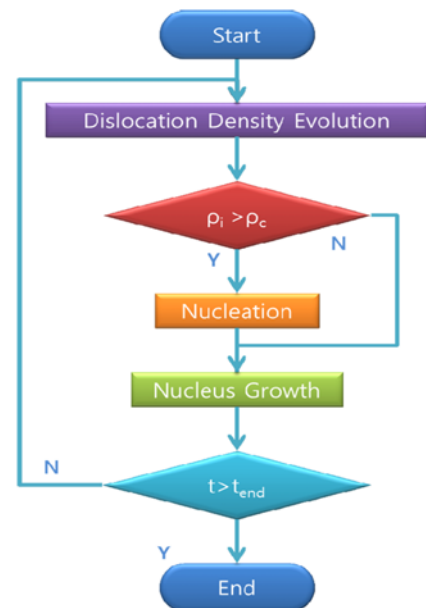 Start
Dislocation Density Evolution
ρi >ρc
N
Y
Nucleation
Nucleus Growth
N
t>tend
Y
End